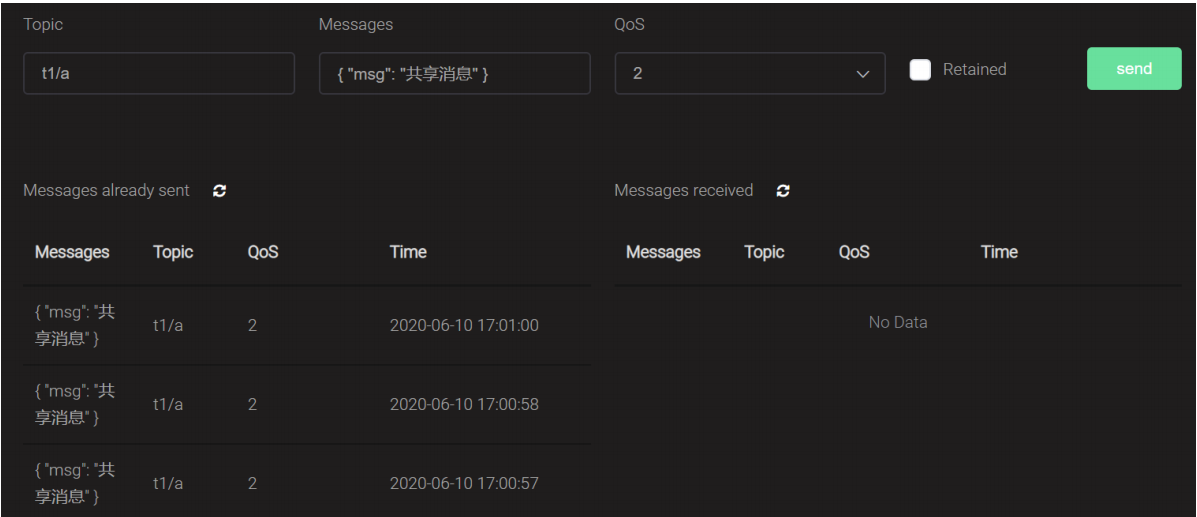 Topic
Messages
QoS
t1/a
{ "msg": "共享消息" }
2
Retained
send
Messages already sent
Messages received
Messages Topic QoS Time
Messages Topic QoS Time
{ "msg": "共
享消息" }
t1/a
2
2020-06-10 17:01:00
No Data
{ "msg": "共
享消息" }
t1/a
2
2020-06-10 17:00:58
{ "msg": "共
享消息" }
t1/a
2
2020-06-10 17:00:57